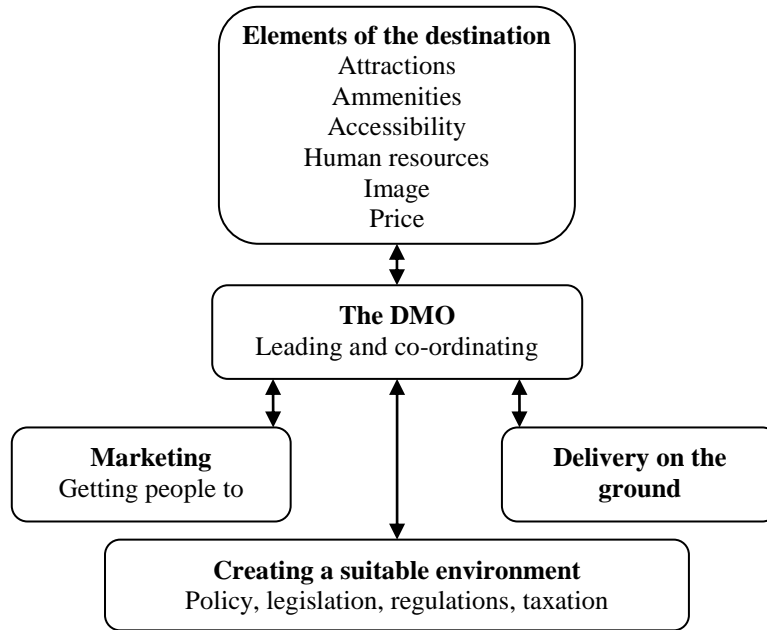 Elements of the destination
Attractions
Ammenities
Accessibility
Human resources
Image
Price
The DMO
Leading and co-ordinating
Marketing
Getting people to
Delivery on the
ground
Creating a suitable environment
Policy, legislation, regulations, taxation